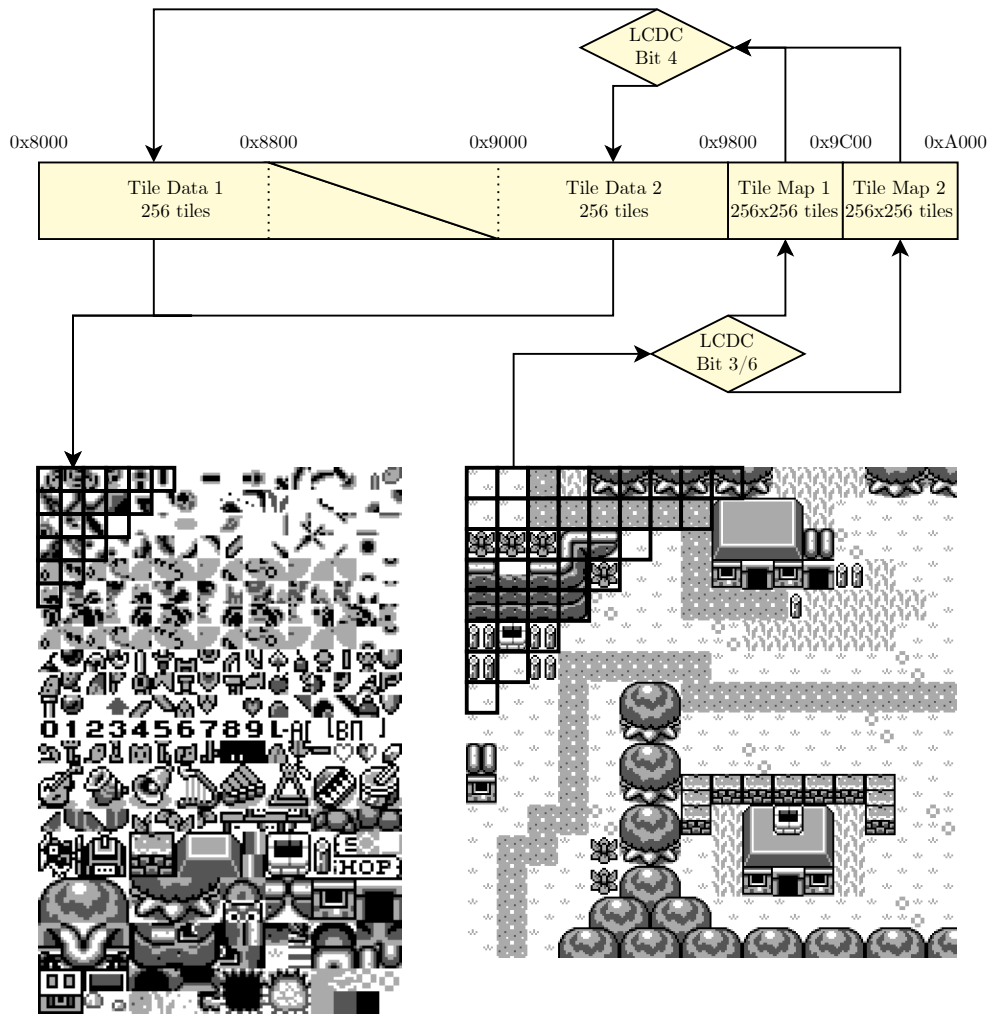 LCDC
Bit 4
0x8000
0x8800
0x9000
0x9800
0x9C00
0xA000
Tile Data 1
256 tiles
Tile Data 2
256 tiles
Tile Map 1
256x256 tiles
Tile Map 2
256x256 tiles
LCDC
Bit 3/6
0123456789
HOP